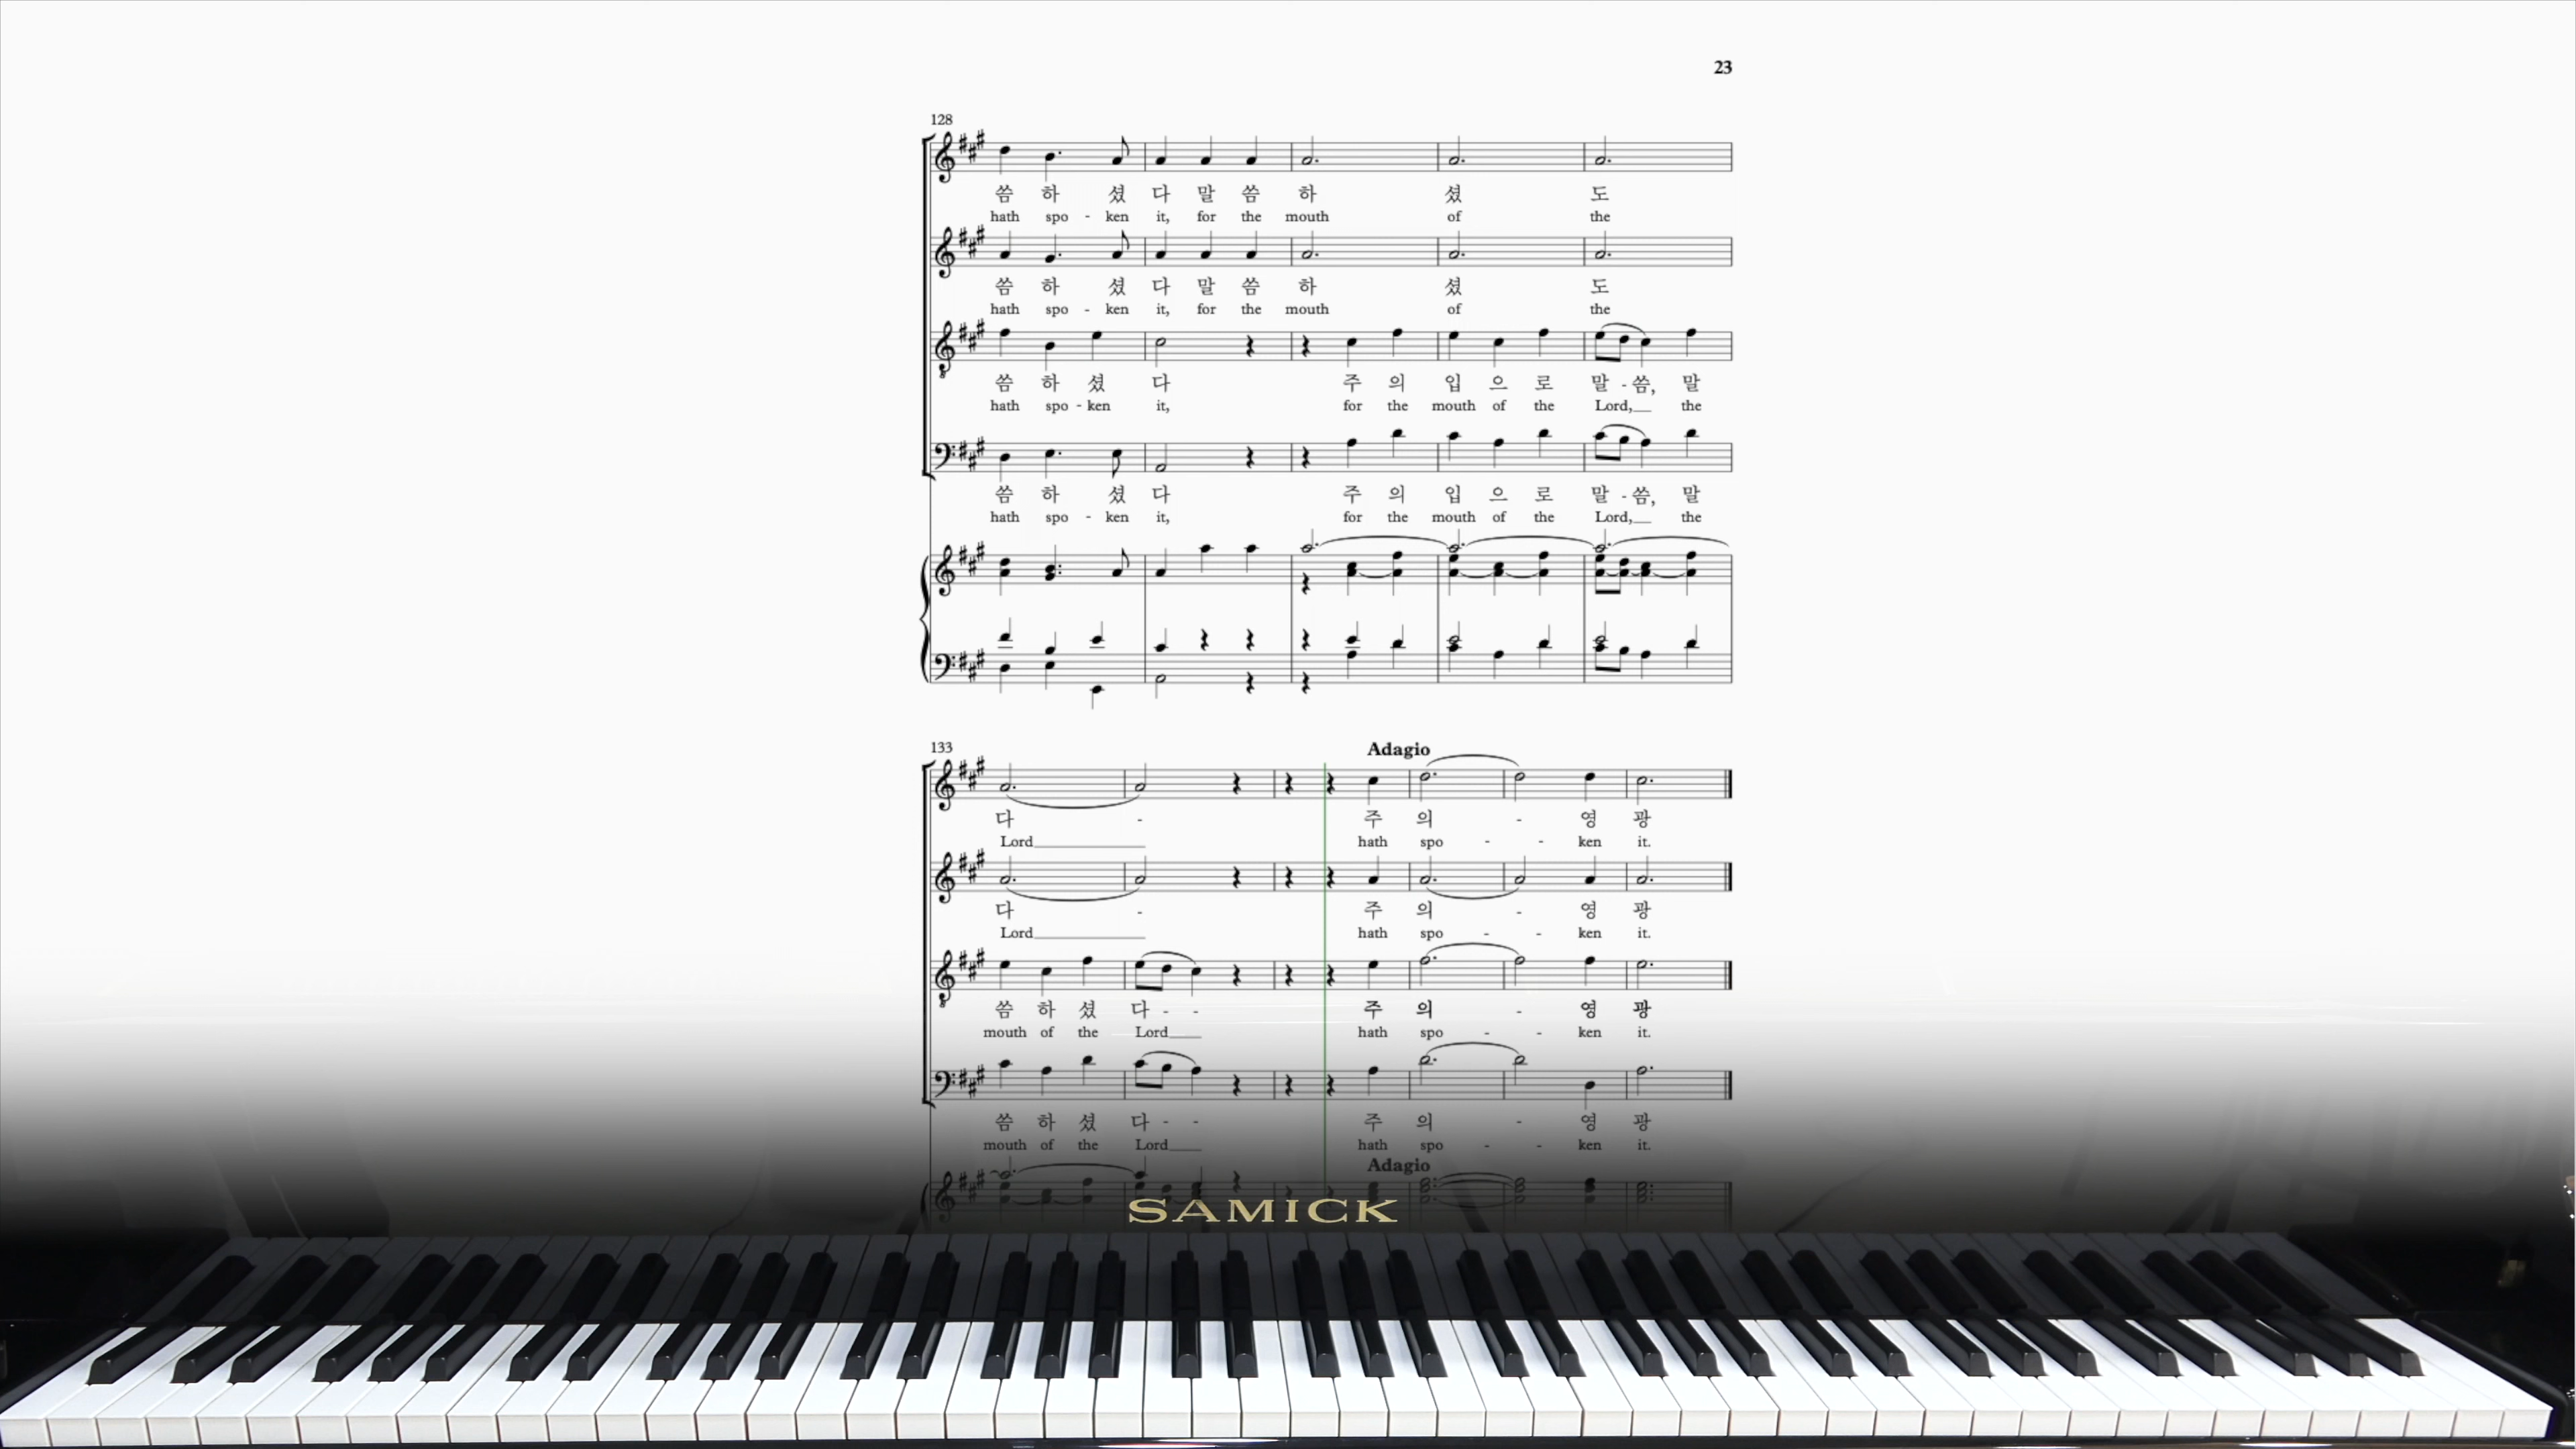 23
128
씀 하 셨 다 말 씀 하 셨 도
hath spo - ken it, for the mouth of the
씀 하 셨 다 말 씀 하 셨 도
hath spo - ken it, for the mouth of the
씀 하 셨 다 주 의 입 으 로 말 - 씀, 말
hath spo - ken it, for the mouth of the Lord, the
씀 하 셨 다 주 의 입 으 로 말 - 씀, 말
hath spo - ken it, for the mouth of the Lord, the
133
Adagio
다 - 주 의 - 영 광
Lord hath spo - - ken it.
다 - 주 의 - 영 광
Lord hath spo - - ken it.
씀 하 셨 다 - - 주 의 - 영 광
mouth of the Lord hath spo - - ken it.
씀 하 셨 다 - - 주 의 - 영 광
mouth of the Lord hath spo - - ken it.
Adagio
SAMICK